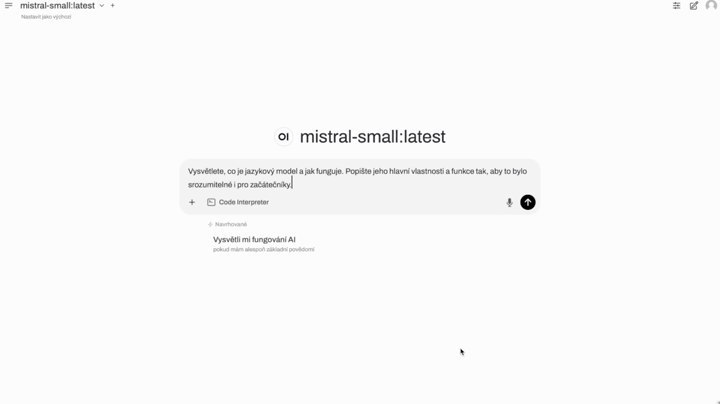 mistral-small:latest
Nastavit jako výchozí
OI mistral-small:latest
Vysvětlete, co je jazykový model a jak funguje. Popište jeho hlavní vlastnosti a funkce tak, aby to bylo
srozumitelné i pro začátečníky.
Code Interpreter
Navrhované
Vysvětli mi fungování AI
pokud mám alespoň základní povědomí